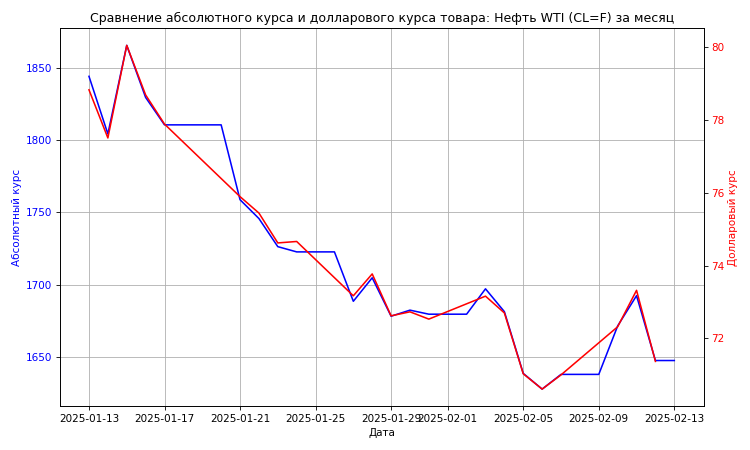 Сравнение абсолютного курса и долларового курса товара: Нефть WTI (CL=F) за месяц
Абсолютный курс
1850
1800
1750
1700
1650
80
78
76
74
72
Долларовый курс
2025-01-13 2025-01-17 2025-01-21 2025-01-25 2025-01-29 2025-02-01 2025-02-05 2025-02-09 2025-02-13
Дата